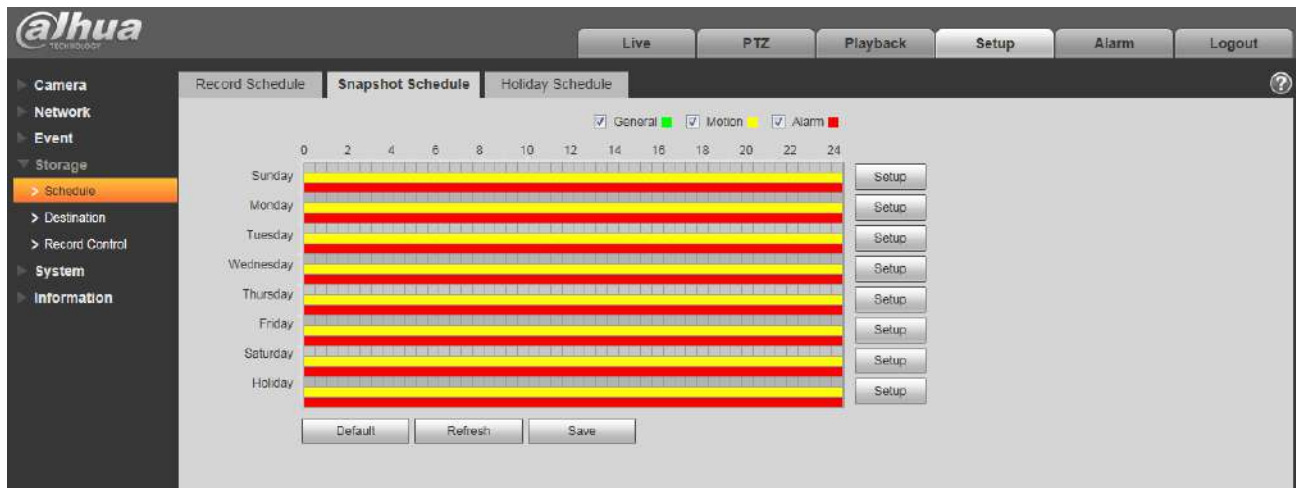 alhua
TECHNOLOGY
Live PTZ Playback Setup Alarm Logout
Camera
Network
Event
Storage
> Schedule
> Destination
> Record Control
System
Information
Record Schedule Snapshot Schedule Holiday Schedule
?
General Motion Alarm
0 2 4 6 8 10 12 14 16 18 20 22 24
Sunday Setup
Monday Setup
Tuesday Setup
Wednesday Setup
Thursday Setup
Friday Setup
Saturday Setup
Holiday Setup
Default Refresh Save